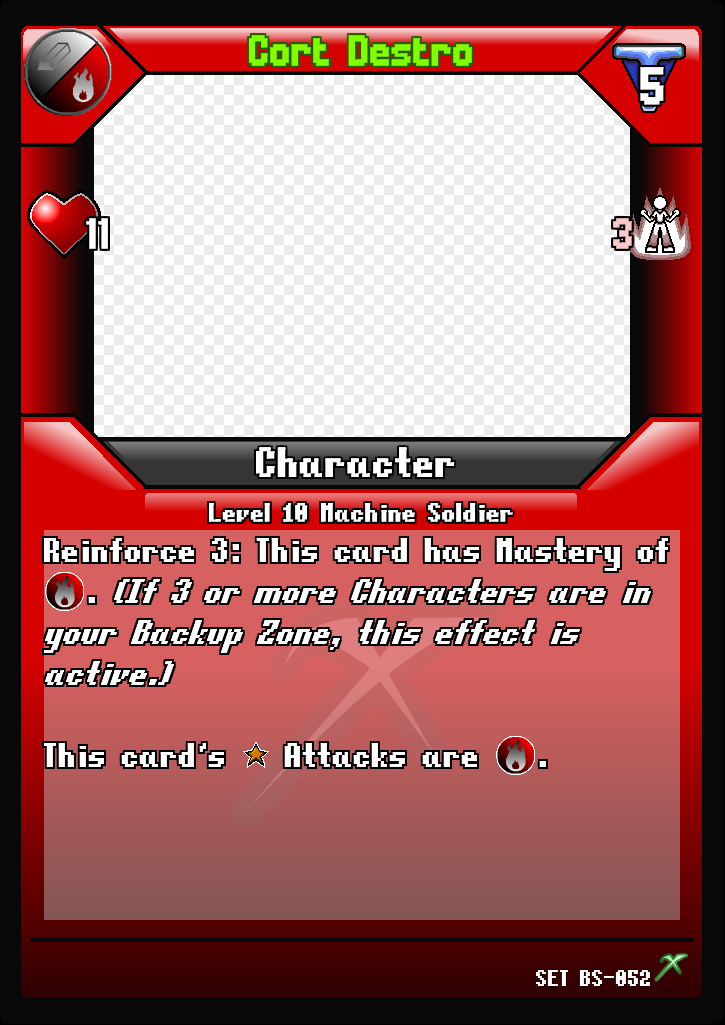 Cort Destro
5
11
3
Character
Level 10 Machine Soldier
Reinforce 3: This card has Mastery of
. (If 3 or more Characters are in
your Backup Zone, this effect is
active.)
This card's Attacks are .
SET BS-052